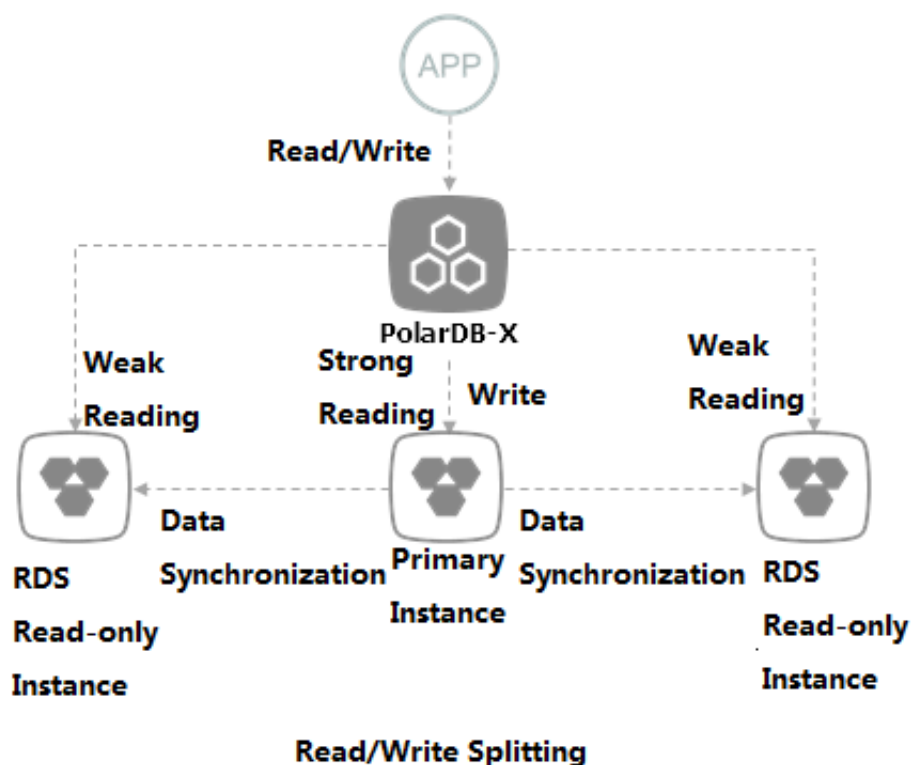 APP
Read/Write
PolarDB-X
Weak
Reading
Strong
Reading
Write
Weak
Reading
Data
Synchronization
Data
Synchronization
RDS
Read-only
Instance
Primary
Instance
RDS
Read-only
Instance
Read/Write Splitting